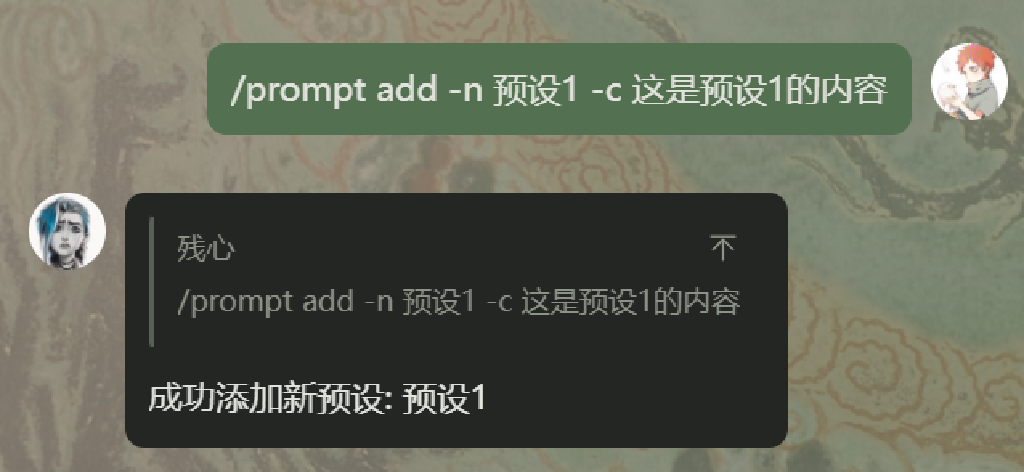 /prompt add -n 预设1 -c 这是预设1的内容
残心
/prompt add -n 预设1 -c 这是预设1的内容
成功添加新预设: 预设1